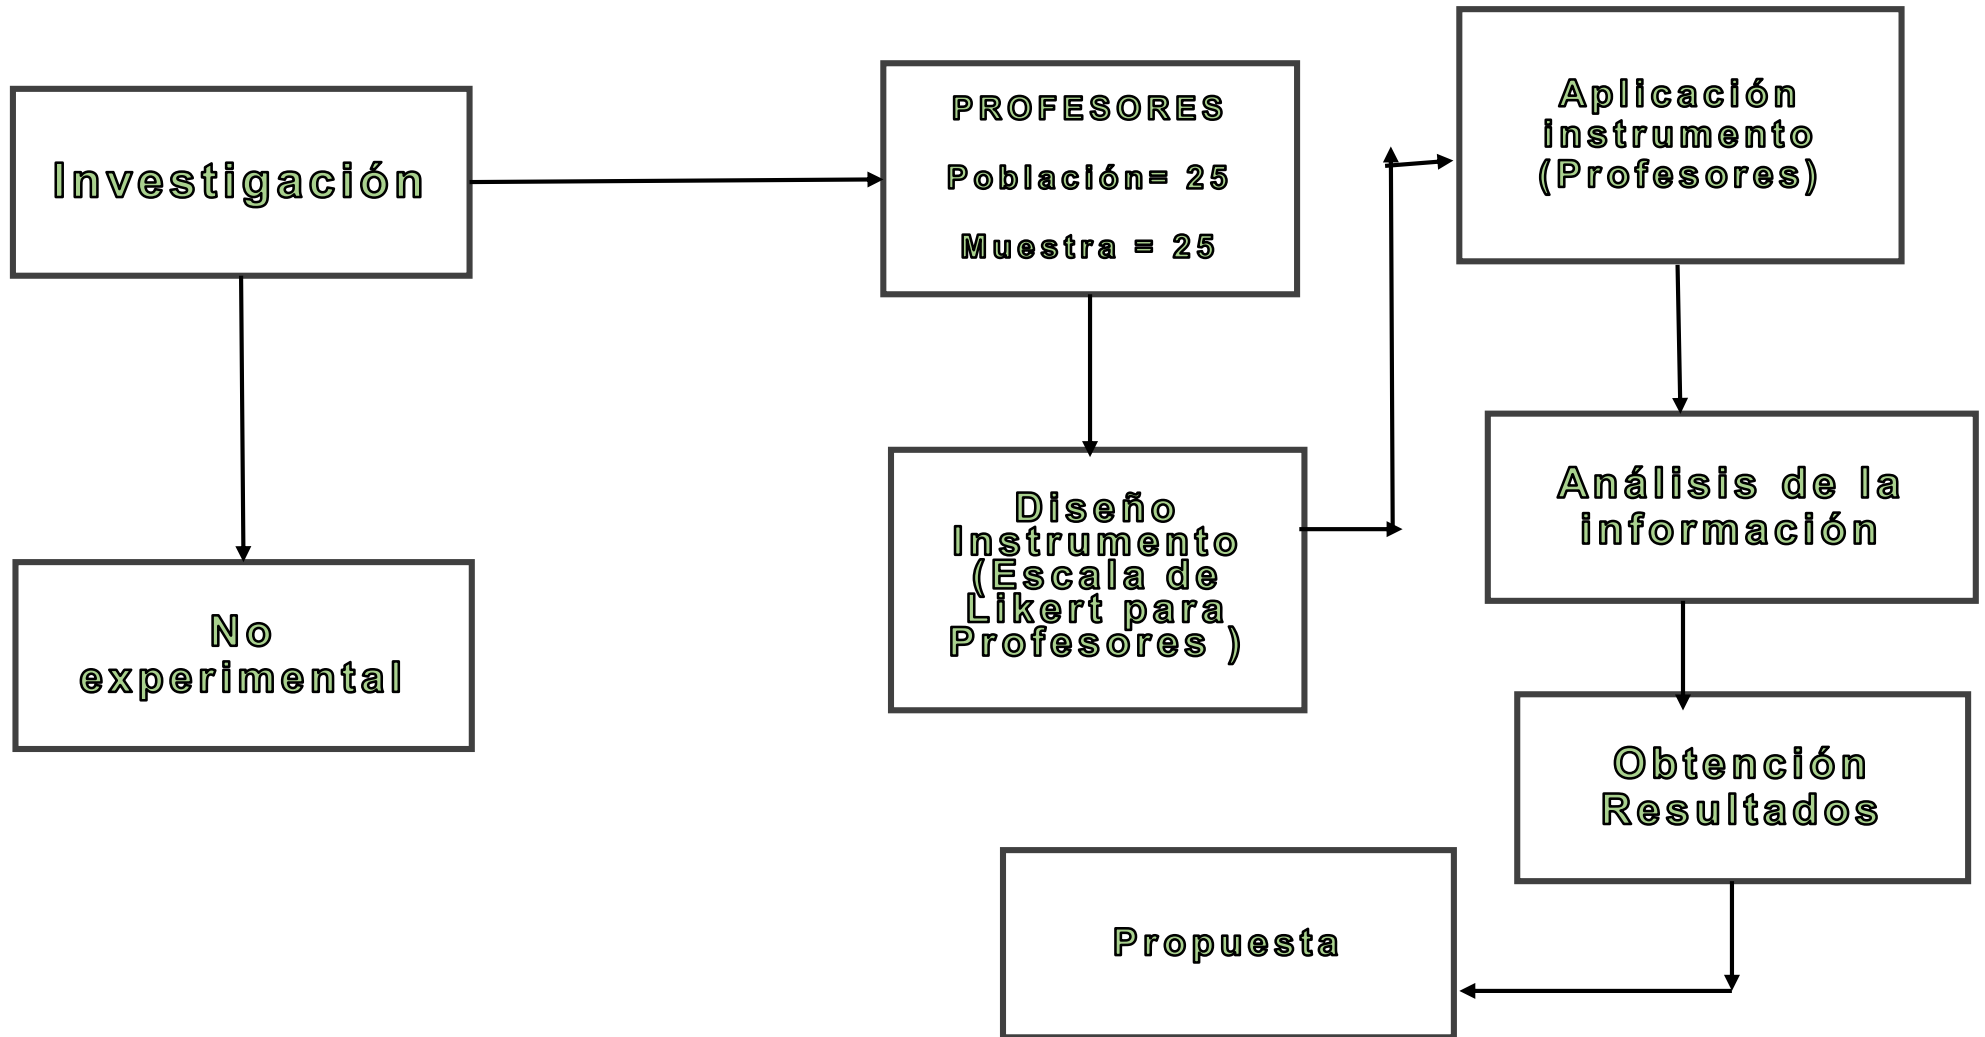 Investigación
No
experimental
PROFESORES
Población= 25
Muestra = 25
Diseño
Instrumento
(Escala de
Likert para
Profesores )
Aplicación
instrumento
(Profesores)
Análisis de la
información
Obtención
Resultados
Propuesta